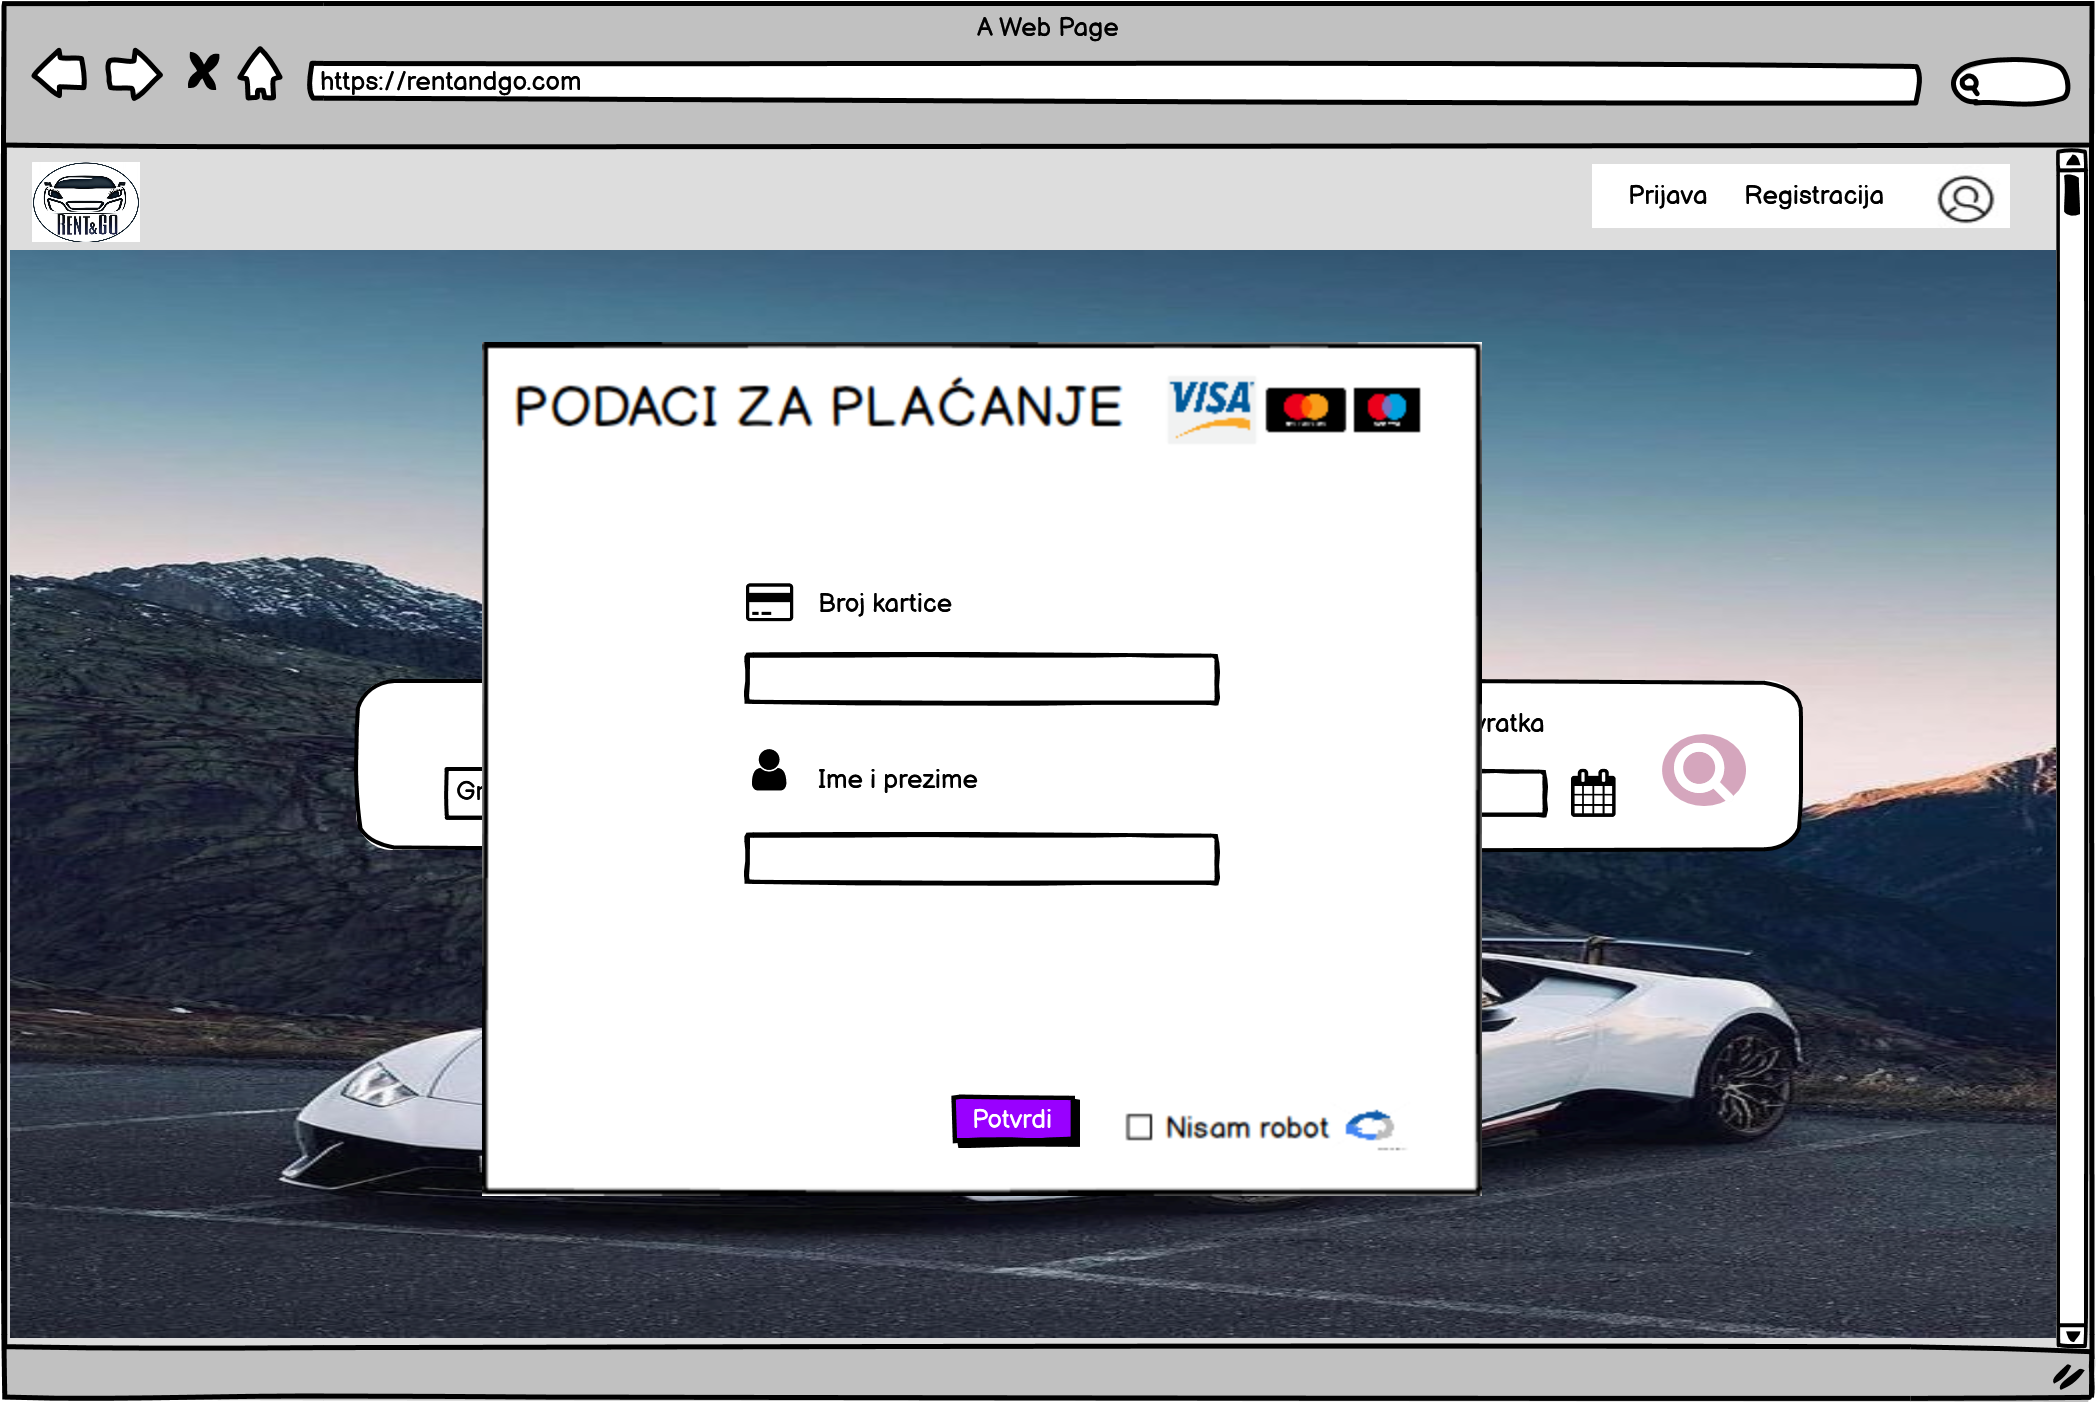 A Web Page
https://rentandgo.com
RENT&GO
Prijava Registracija
PODACI ZA PLAĆANJE VISA
Broj kartice
vratka
Ime i prezime
Gr
Potvrdi
Nisam robot